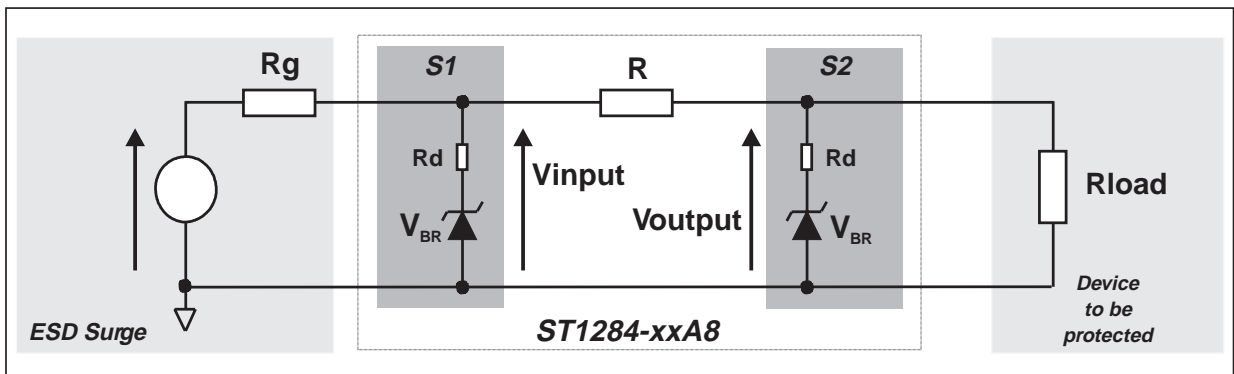 Rg
S1
R
S2
Rd
Vinput
VBR
Voutput
Rd
VBR
Rload
ESD Surge
ST1284-xxA8
Device
to be
protected